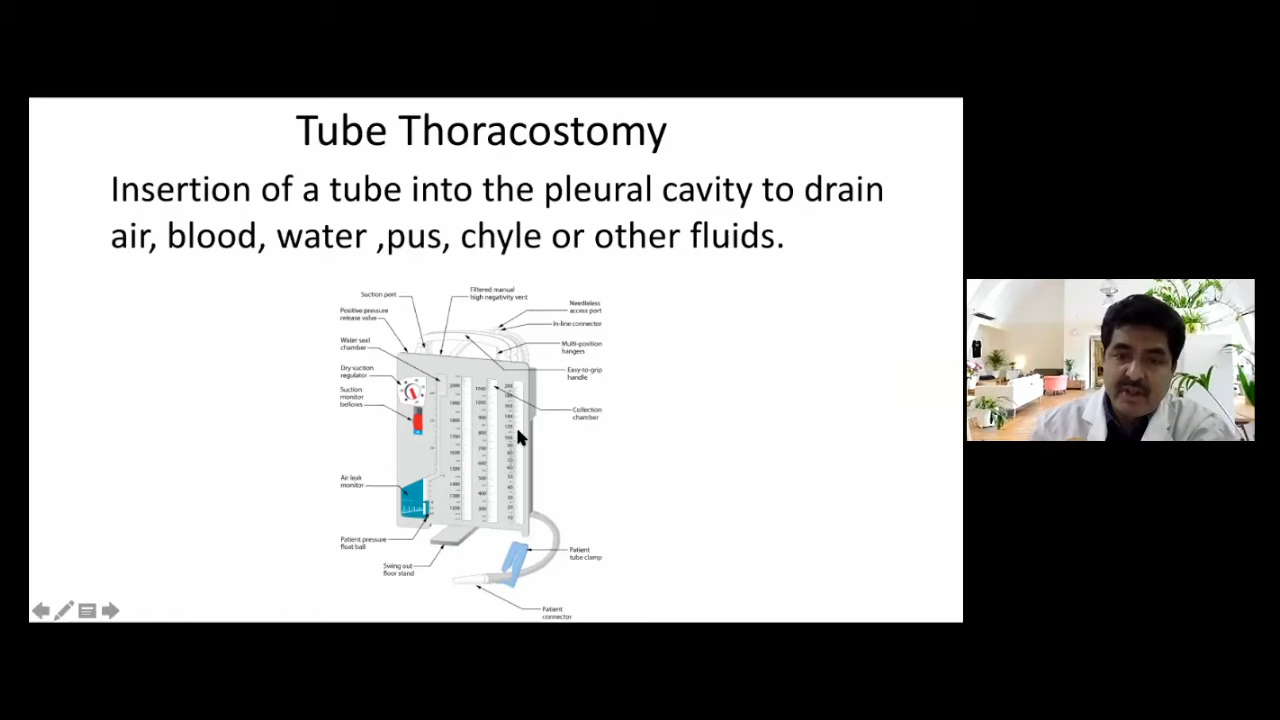 Tube Thoracostomy
Insertion of a tube into the pleural cavity to drain
air, blood, water ,pus, chyle or other fluids.
Suction port
Filtered manual
high negativity vent
Needleless
access port
Positive pressure
release valve
In-line connector
Water seal
chamber
Multi-position
hangers
Dry suction
regulator
Easy-to-grip
handle
Suction
monitor
bellows
Collection
chamber
Air leak
monitor
Patient pressure
float ball
Patient
tube clamp
Swing out
floor stand
Patient
connector